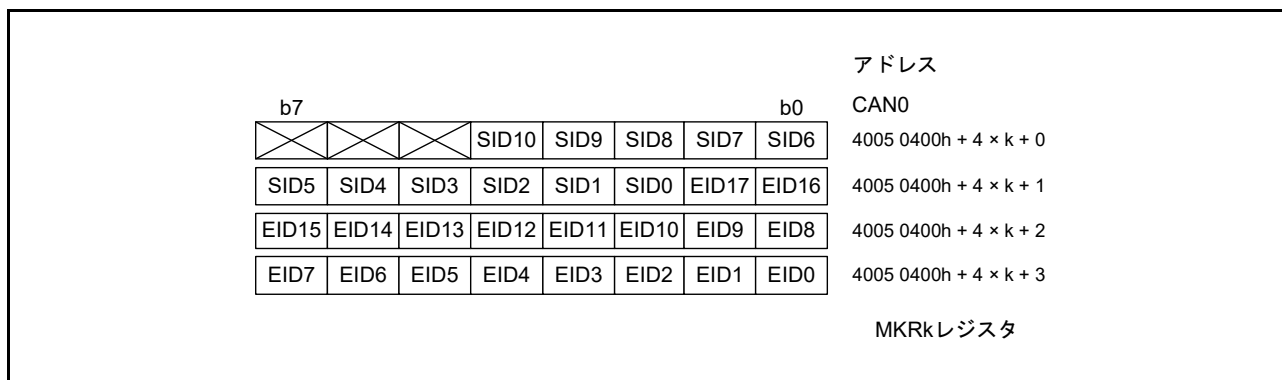 アドレス
b7 b0 CAN0
SID10 SID9 SID8 SID7 SID6 4005 0400h + 4 × k + 0
SID5 SID4 SID3 SID2 SID1 SID0 EID17 EID16 4005 0400h + 4 × k + 1
EID15 EID14 EID13 EID12 EID11 EID10 EID9 EID8 4005 0400h + 4 × k + 2
EID7 EID6 EID5 EID4 EID3 EID2 EID1 EID0 4005 0400h + 4 × k + 3
MKRkレジスタ